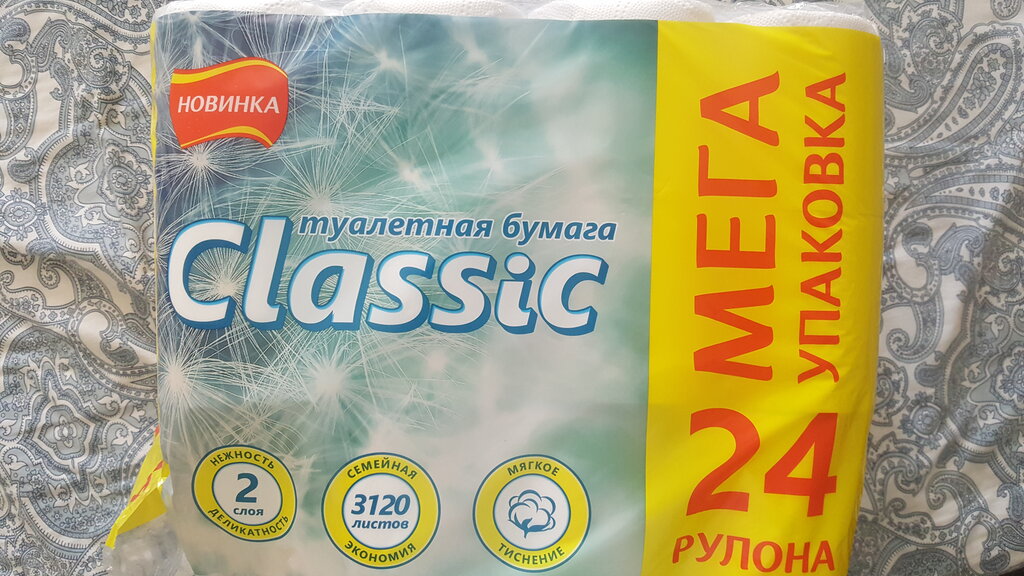 НОВИНКА
туалетная бумага
Classic
НЕЖНОСТЬ
2
слоя
ДЕЛИКАТНОСТЬ
СЕМЕЙНАЯ
3120
листов
ЭКОНОМИЯ
МЯГКОЕ
ТИСНЕНИЕ
МЕГА
УПАКОВКА
24
РУЛОНА